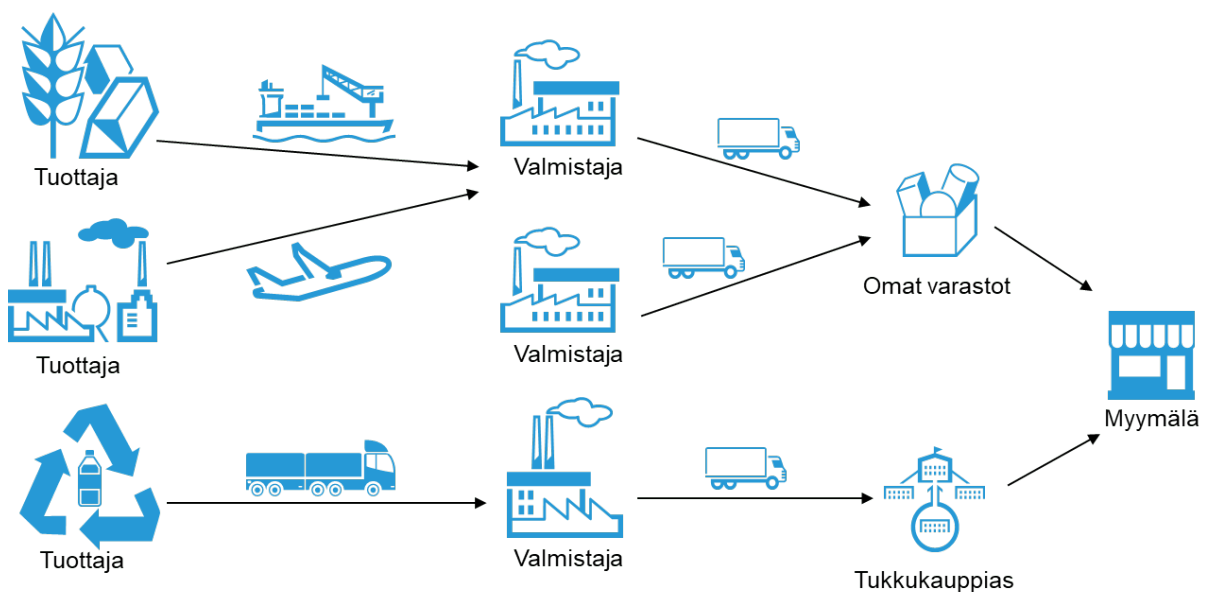 Tuottaja
Valmistaja
Omat varastot
Tuottaja
Valmistaja
Myymälä
Tuottaja
Valmistaja
Tukkukauppias